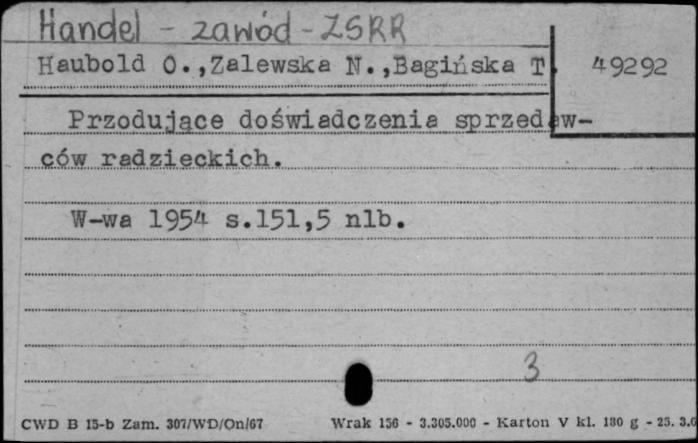 Handel - zawód - ZSRR
Haubold O.,Zalewska N.,Bagińska T.
49292
Przodujące doświadczenia sprzedaw-
ców radzieckich.
W-wa 1954 s.151,5 nlb.
3
CWD B 15-b Zam. 307/WD/On/67 Wrak 156 - 3.305.000 - Karton V kl. 180 g - 25. 3.